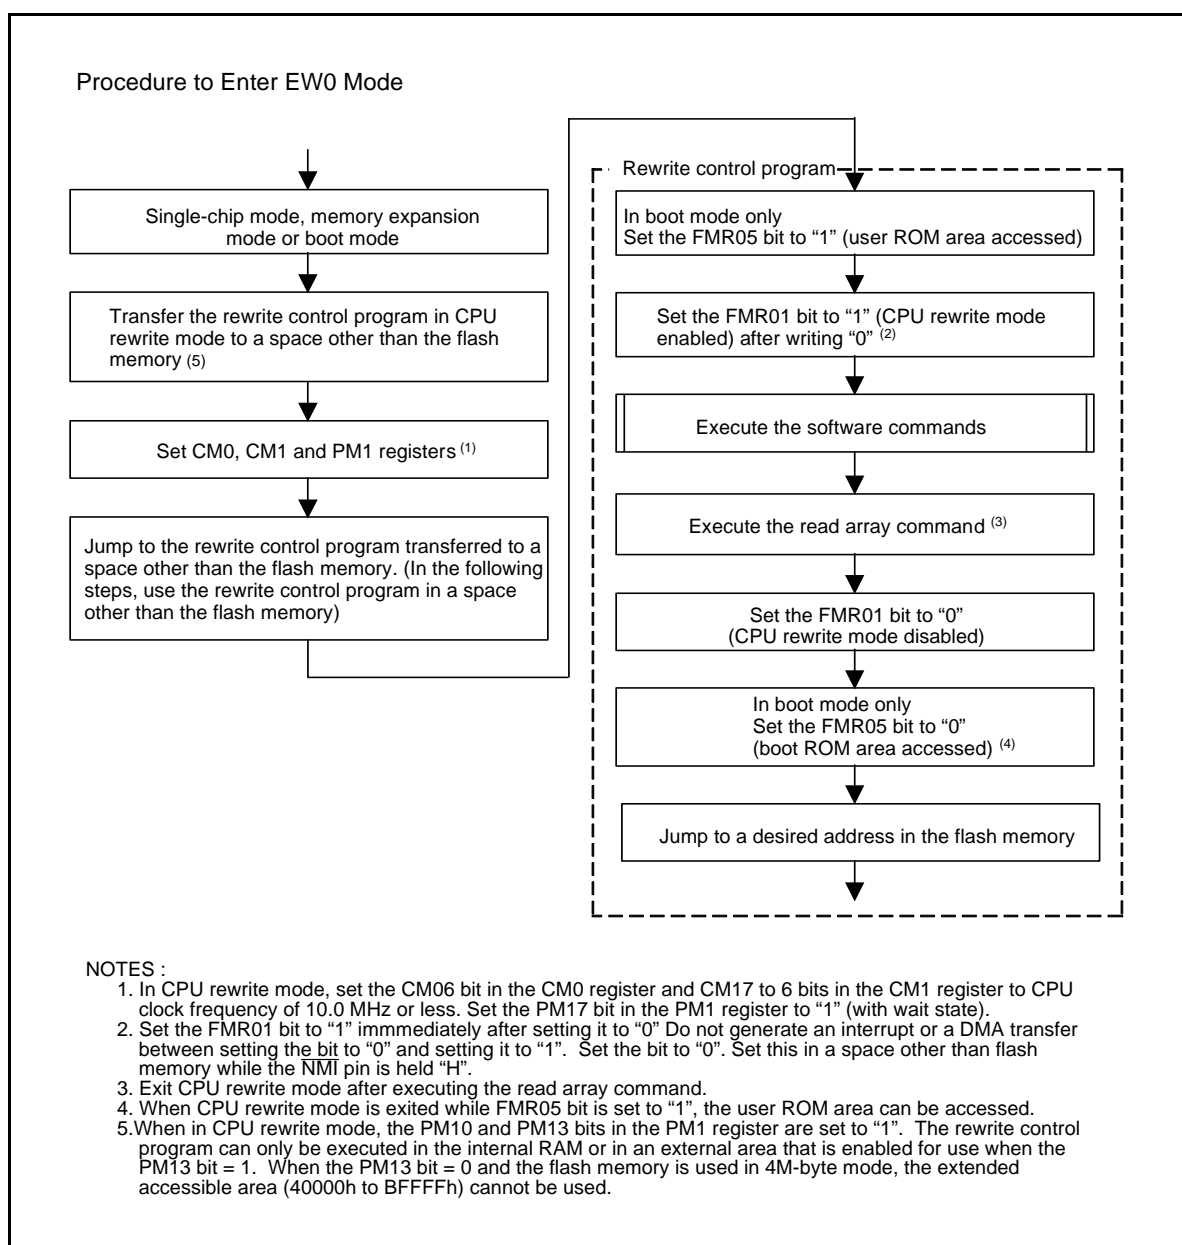 Procedure to Enter EW0 Mode
Single-chip mode, memory expansion
mode or boot mode
Transfer the rewrite control program in CPU
rewrite mode to a space other than the flash
memory (5)
Set CM0, CM1 and PM1 registers (1)
Jump to the rewrite control program transferred to a
space other than the flash memory. (In the following
steps, use the rewrite control program in a space
other than the flash memory)
Rewrite control program
In boot mode only
Set the FMR05 bit to “1” (user ROM area accessed)
Set the FMR01 bit to “1” (CPU rewrite mode
enabled) after writing “0” (2)
Execute the software commands
Execute the read array command (3)
Set the FMR01 bit to “0”
(CPU rewrite mode disabled)
In boot mode only
Set the FMR05 bit to “0”
(boot ROM area accessed) (4)
Jump to a desired address in the flash memory
NOTES :
1. In CPU rewrite mode, set the CM06 bit in the CM0 register and CM17 to 6 bits in the CM1 register to CPU
clock frequency of 10.0 MHz or less. Set the PM17 bit in the PM1 register to “1” (with wait state).
2. Set the FMR01 bit to “1” immmediately after setting it to “0” Do not generate an interrupt or a DMA transfer
between setting the bit to “0” and setting it to “1”. Set the bit to “0”. Set this in a space other than flash
memory while the NMI pin is held “H”.
3. Exit CPU rewrite mode after executing the read array command.
4. When CPU rewrite mode is exited while FMR05 bit is set to “1”, the user ROM area can be accessed.
5.When in CPU rewrite mode, the PM10 and PM13 bits in the PM1 register are set to “1”. The rewrite control
program can only be executed in the internal RAM or in an external area that is enabled for use when the
PM13 bit = 1. When the PM13 bit = 0 and the flash memory is used in 4M-byte mode, the extended
accessible area (40000h to BFFFFh) cannot be used.